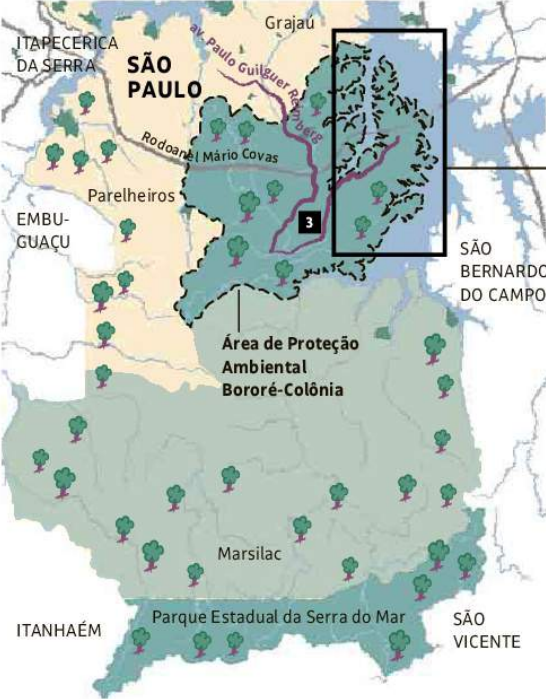 Grajaú
ITAPECERICA
DA SERRA
SÃO
PAULO
av. Paulo Guilguer Reimberg
Rodoanel Mário Covas
Parelheiros
EMBU-
GUAÇU
3
SÃO
BERNARDO
DO CAMPO
Área de Proteção
Ambiental
Bororé-Colônia
Marsilac
ITANHAÉM
Parque Estadual da Serra do Mar
SÃO
VICENTE